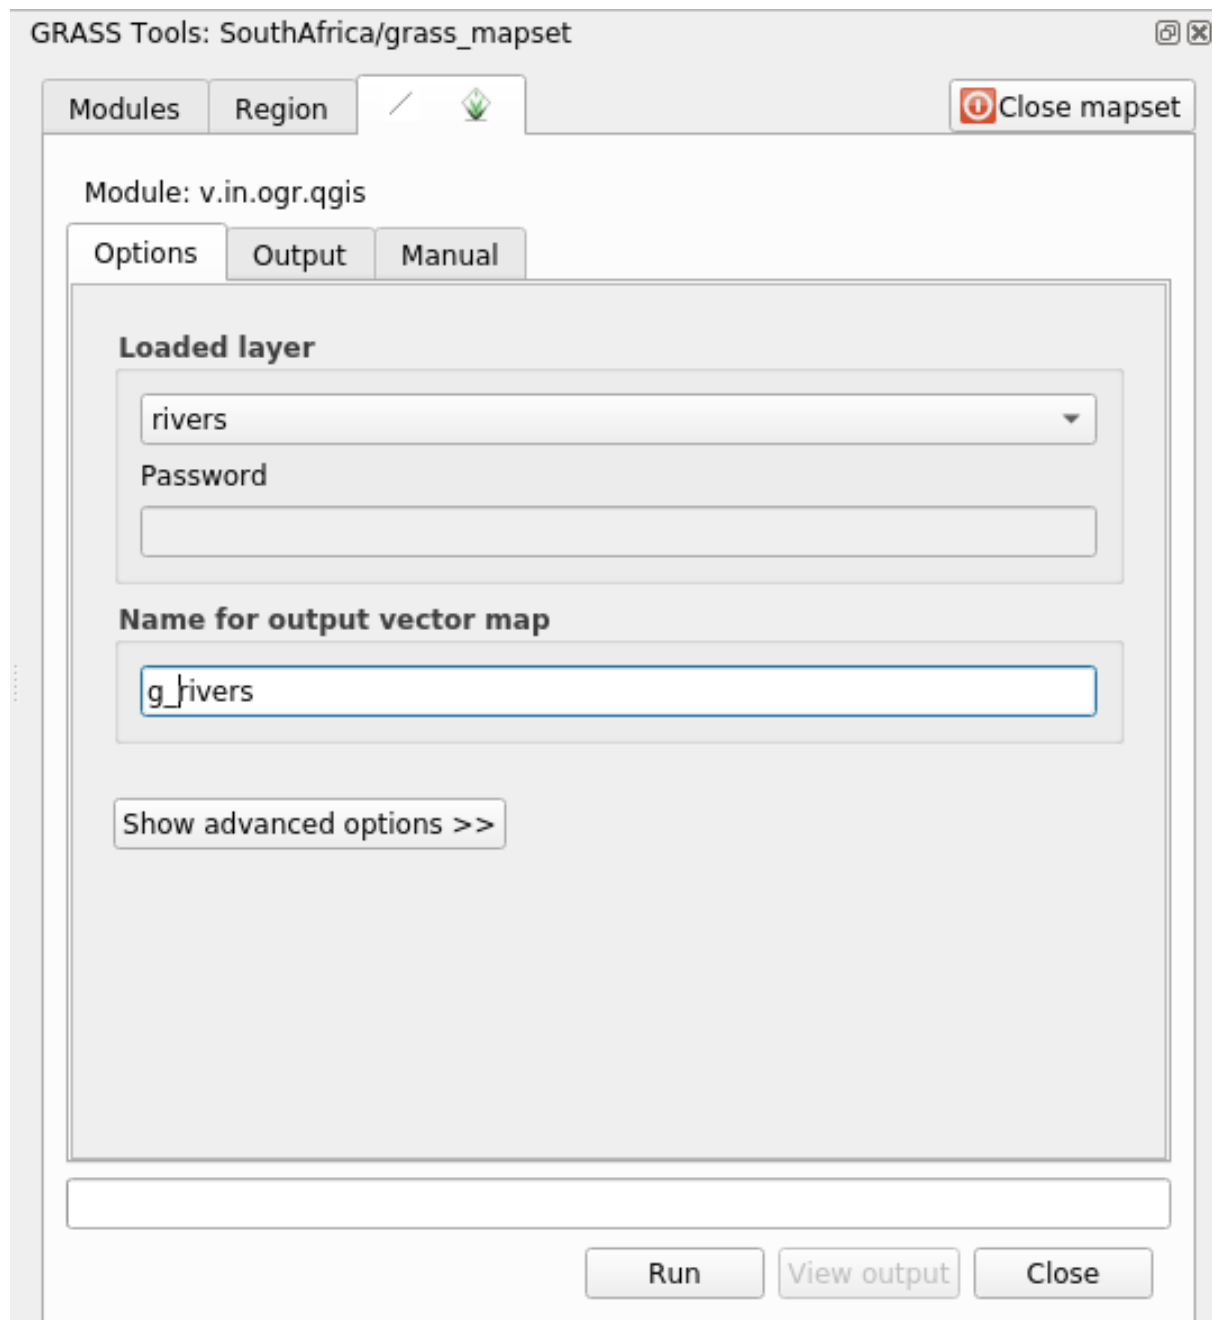 GRASS Tools: SouthAfrica/grass_mapset
Modules Region Close mapset
Module: v.in.ogr.qgis
Options Output Manual
Loaded layer
rivers
Password
Name for output vector map
g_rivers
Show advanced options >>
Run View output Close